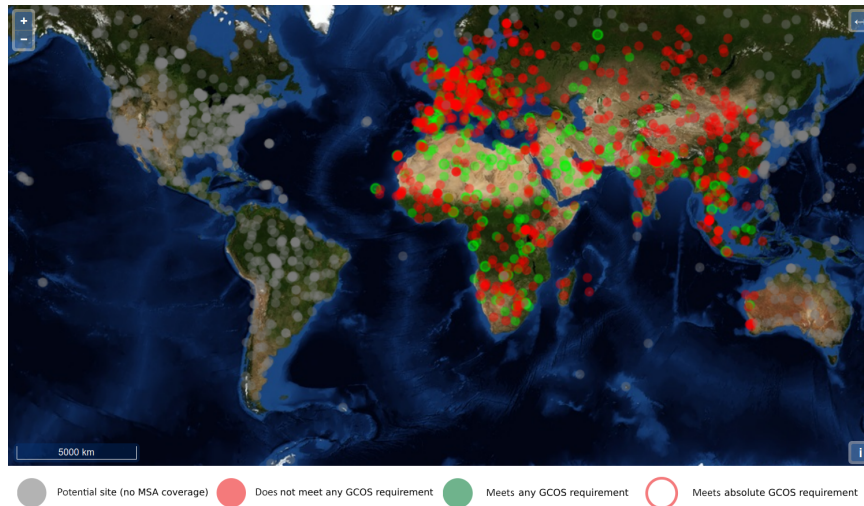 +
−
←
5000 km
i
Potential site (no MSA coverage)
Does not meet any GCOS requirement
Meets any GCOS requirement
Meets absolute GCOS requirement